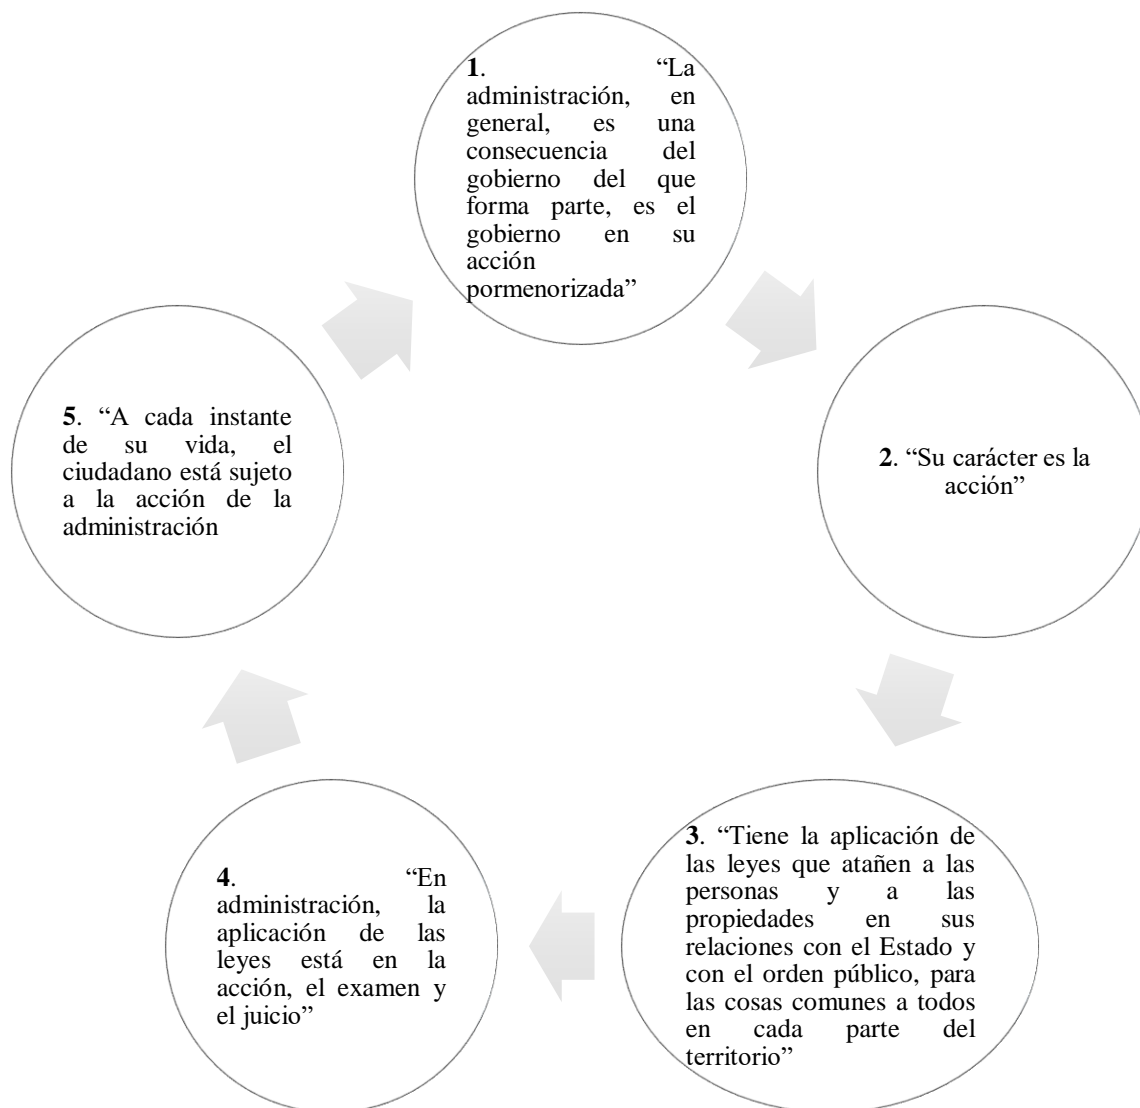 1. “La
administración, en
general, es una
consecuencia del
gobierno del que
forma parte, es el
gobierno en su
acción
pormenorizada”
2. “Su carácter es la
acción”
3. “Tiene la aplicación de
las leyes que atañen a las
personas y a las
propiedades en sus
relaciones con el Estado y
con el orden público, para
las cosas comunes a todos
en cada parte del
territorio”
4. “En
administración, la
aplicación de las
leyes está en la
acción, el examen y
el juicio”
5. “A cada instante
de su vida, el
ciudadano está sujeto
a la acción de la
administración